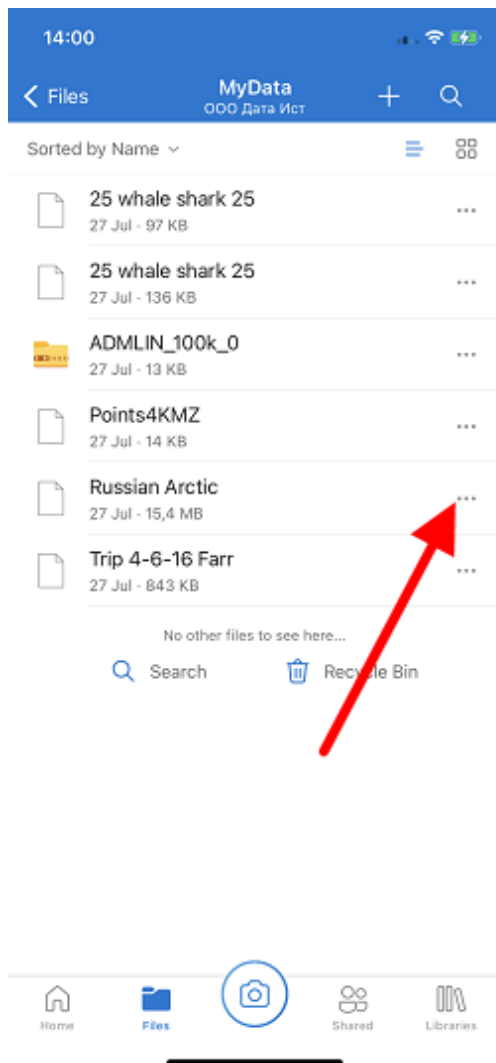 14:00
Files
MyData
ООО Дата Ист
Sorted by Name
25 whale shark 25
27 Jul - 97 KB
25 whale shark 25
27 Jul - 136 KB
ADMLIN_100k_0
27 Jul - 13 KB
Points4KMZ
27 Jul - 14 KB
Russian Arctic
27 Jul - 15,4 MB
Trip 4-6-16 Farr
27 Jul - 843 KB
No other files to see here...
Search
Recycle Bin
Home
Files
Shared
Libraries